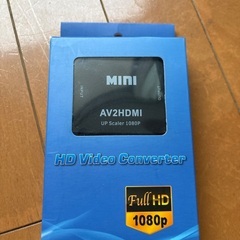 MINI
AV2HDMI
UP Scaler 1080P
HD Video Converter
Full HD
1080p